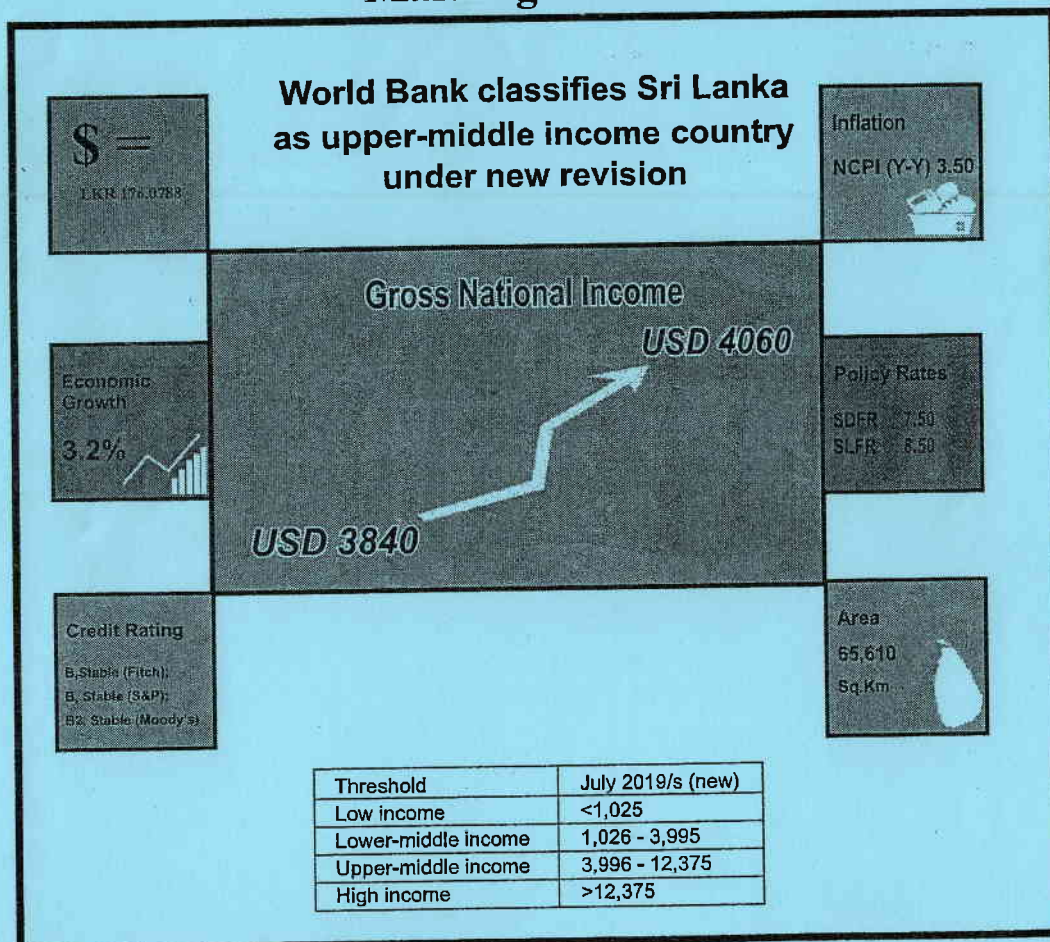 World Bank classifies Sri Lanka
as upper-middle income country
under new revision
$ =
LKR 176.0788
Inflation
NCPI (Y-Y) 3.50
Gross National Income
USD 4060
USD 3840
Economic
Growth
3.2%
Policy Rates
SDFR 7.50
SLFR 8.50
Credit Rating
B,Stable (Fitch);
B, Stable (S&P);
B2, Stable (Moody's)
Area
65,610
Sq.Km
Threshold July 2019/s (new)
Low income <1,025
Lower-middle income 1,026 - 3,995
Upper-middle income 3,996 - 12,375
High income >12,375